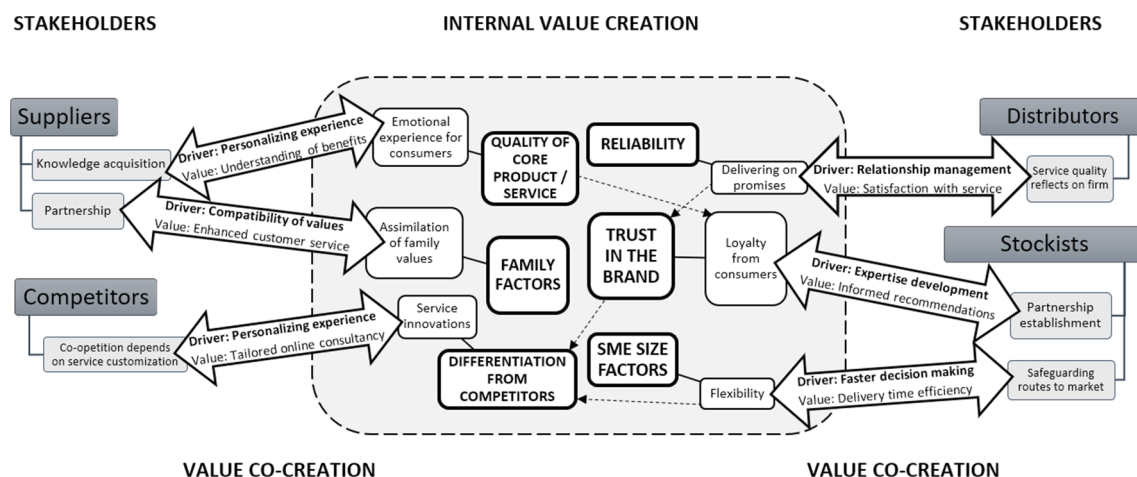 STAKEHOLDERS
INTERNAL VALUE CREATION
STAKEHOLDERS
Suppliers
Knowledge acquisition
Partnership
Driver: Personalizing experience
Value: Understanding of benefits
Driver: Compatibility of values
Value: Enhanced customer service
Competitors
Co-opetition depends
on service customization
Driver: Personalizing experience
Value: Tailored online consultancy
Emotional
experience for
consumers
QUALITY OF
CORE
PRODUCT /
SERVICE
Assimilation
of family
values
FAMILY
FACTORS
Service
innovations
DIFFERENTIATION
FROM
COMPETITORS
RELIABILITY
Delivering on
promises
TRUST
IN THE
BRAND
Loyalty
from
consumers
SME SIZE
FACTORS
Flexibility
Driver: Relationship management
Value: Satisfaction with service
Distributors
Service quality
reflects on firm
Driver: Expertise development
Value: Informed recommendations
Stockists
Partnership
establishment
Driver: Faster decision making
Value: Delivery time efficiency
Safeguarding
routes to market
VALUE CO-CREATION
VALUE CO-CREATION